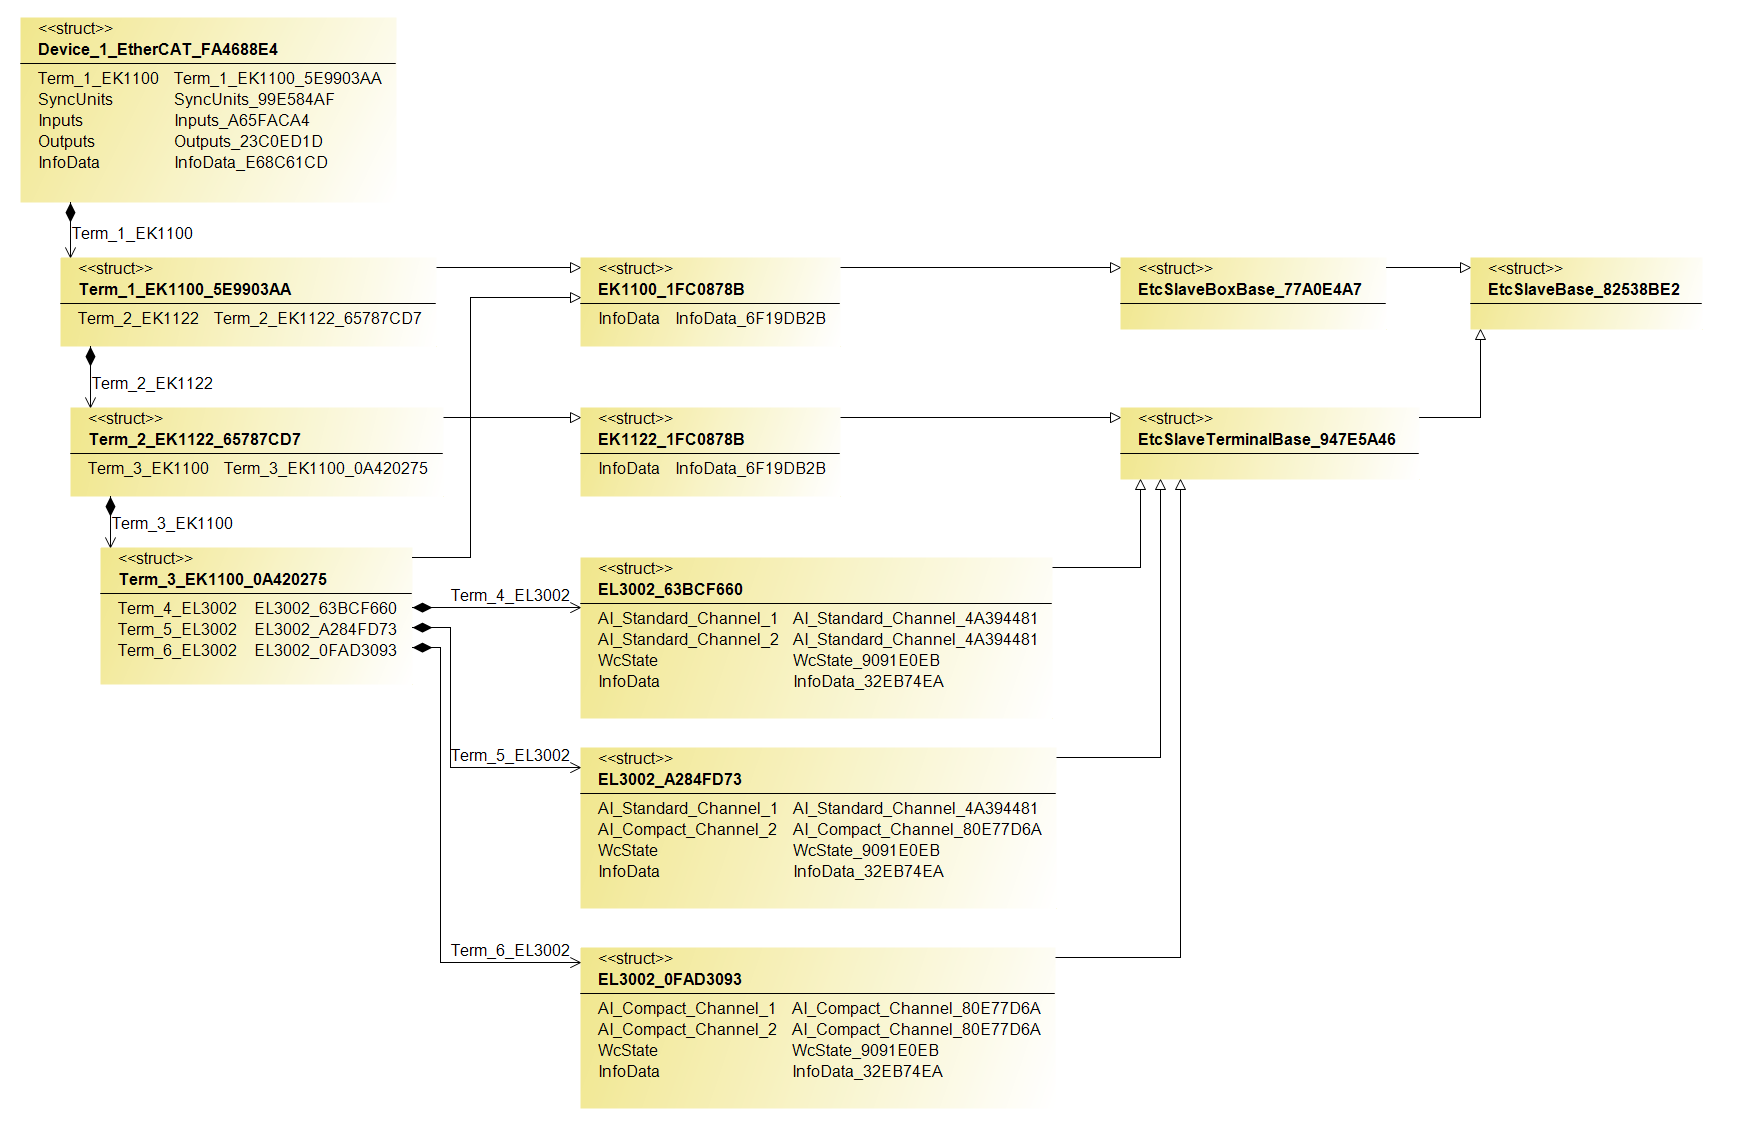 <<struct>>
Device_1_EtherCAT_FA4688E4
Term_1_EK1100 Term_1_EK1100_5E9903AA
SyncUnits SyncUnits_99E584AF
Inputs Inputs_A65FACA4
Outputs Outputs_23C0ED1D
InfoData InfoData_E68C61CD
Term_1_EK1100
<<struct>>
Term_1_EK1100_5E9903AA
Term_2_EK1122 Term_2_EK1122_65787CD7
<<struct>>
EK1100_1FC0878B
InfoData InfoData_6F19DB2B
<<struct>>
EtcSlaveBoxBase_77A0E4A7
<<struct>>
EtcSlaveBase_82538BE2
Term_2_EK1122
<<struct>>
Term_2_EK1122_65787CD7
Term_3_EK1100 Term_3_EK1100_0A420275
<<struct>>
EK1122_1FC0878B
InfoData InfoData_6F19DB2B
<<struct>>
EtcSlaveTerminalBase_947E5A46
Term_3_EK1100
<<struct>>
Term_3_EK1100_0A420275
Term_4_EL3002 EL3002_63BCF660
Term_5_EL3002 EL3002_A284FD73
Term_6_EL3002 EL3002_0FAD3093
Term_4_EL3002
<<struct>>
EL3002_63BCF660
AI_Standard_Channel_1 AI_Standard_Channel_4A394481
AI_Standard_Channel_2 AI_Standard_Channel_4A394481
WcState WcState_9091E0EB
InfoData InfoData_32EB74EA
Term_5_EL3002
<<struct>>
EL3002_A284FD73
AI_Standard_Channel_1 AI_Standard_Channel_4A394481
AI_Compact_Channel_2 AI_Compact_Channel_80E77D6A
WcState WcState_9091E0EB
InfoData InfoData_32EB74EA
Term_6_EL3002
<<struct>>
EL3002_0FAD3093
AI_Compact_Channel_1 AI_Compact_Channel_80E77D6A
AI_Compact_Channel_2 AI_Compact_Channel_80E77D6A
WcState WcState_9091E0EB
InfoData InfoData_32EB74EA